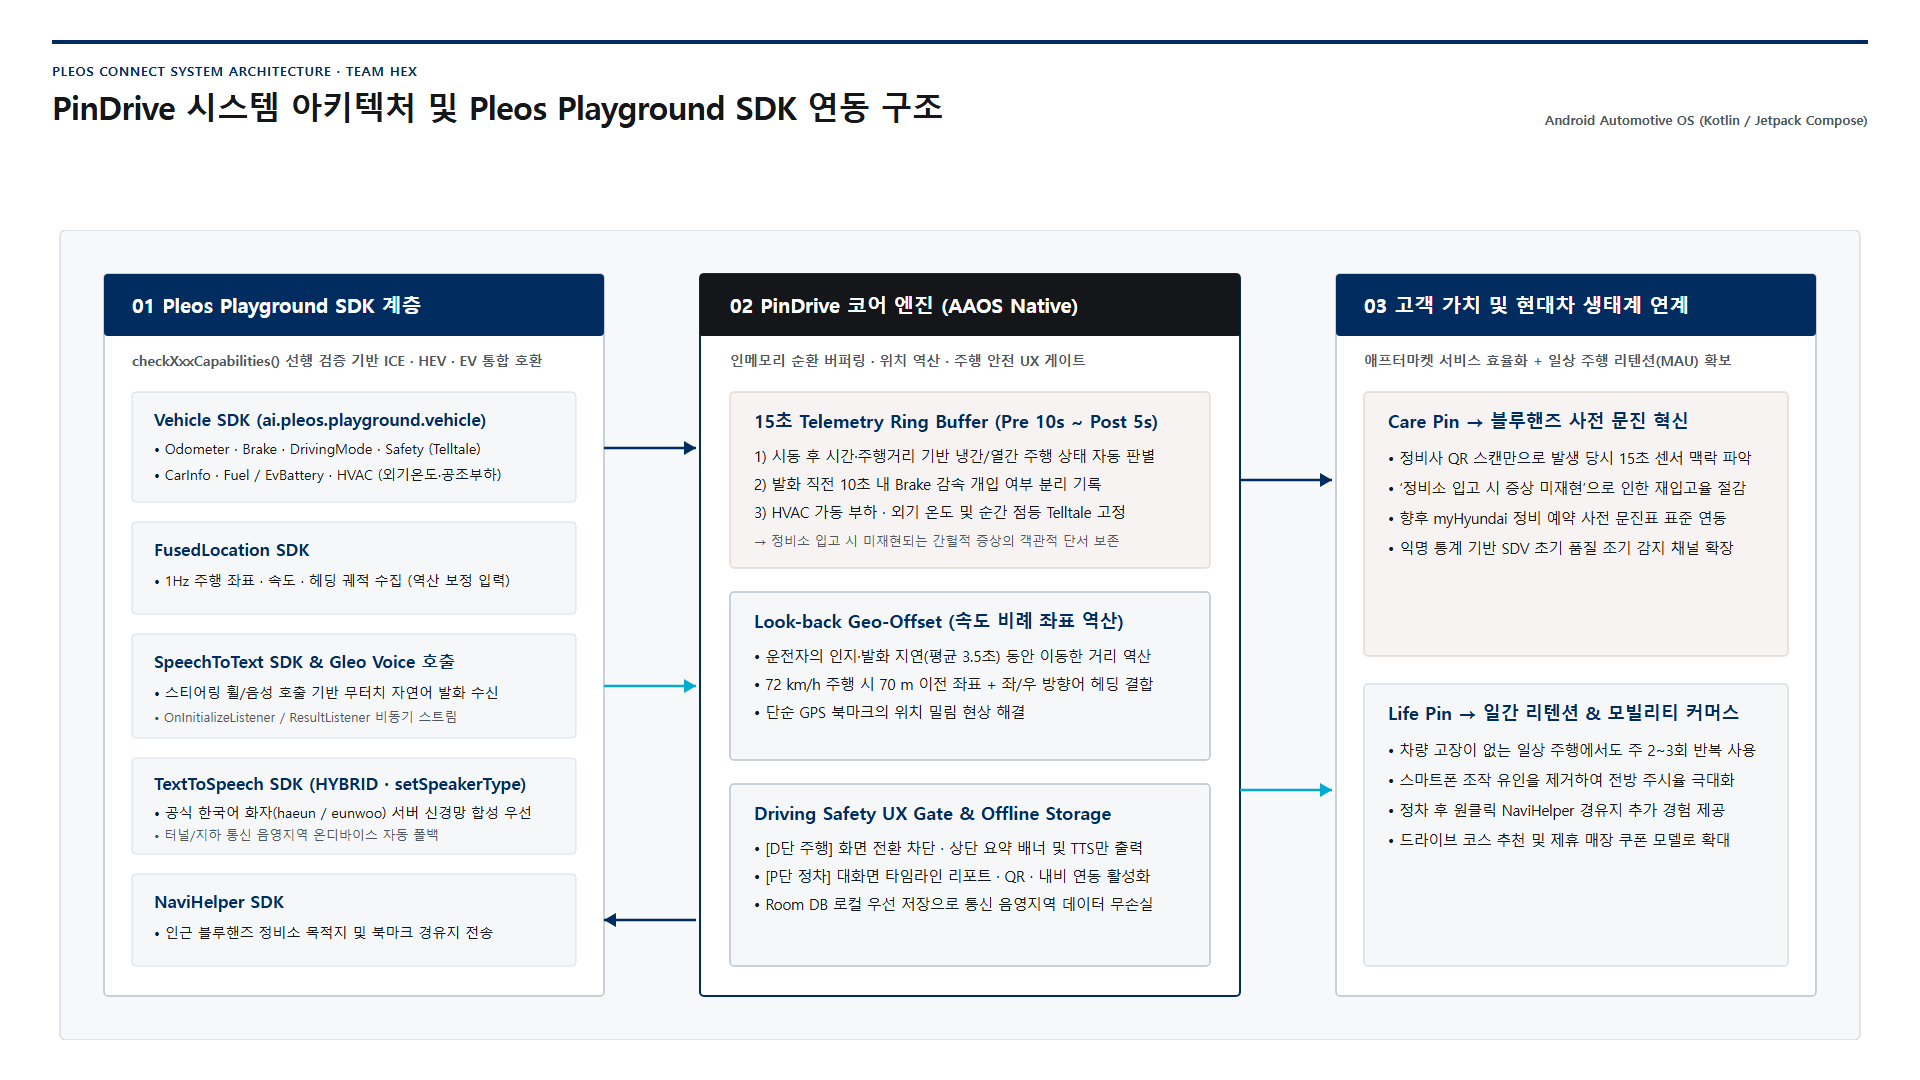 PLEOS CONNECT SYSTEM ARCHITECTURE · TEAM HEX
PinDrive 시스템 아키텍처 및 Pleos Playground SDK 연동 구조
Android Automotive OS (Kotlin / Jetpack Compose)
01 Pleos Playground SDK 계층
checkXxxCapabilities() 선행 검증 기반 ICE · HEV · EV 통합 호환
Vehicle SDK (ai.pleos.playground.vehicle)
• Odometer · Brake · DrivingMode · Safety (Telltale)
• CarInfo · Fuel / EvBattery · HVAC (외기온도·공조부하)
FusedLocation SDK
• 1Hz 주행 좌표 · 속도 · 헤딩 궤적 수집 (역산 보정 입력)
SpeechToText SDK & Gleo Voice 호출
• 스티어링 휠/음성 호출 기반 무터치 자연어 발화 수신
• OnInitializeListener / ResultListener 비동기 스트림
TextToSpeech SDK (HYBRID · setSpeakerType)
• 공식 한국어 화자(haeun / eunwoo) 서버 신경망 합성 우선
• 터널/지하 통신 음영지역 온디바이스 자동 폴백
NaviHelper SDK
• 인근 블루핸즈 정비소 목적지 및 북마크 경유지 전송
02 PinDrive 코어 엔진 (AAOS Native)
인메모리 순환 버퍼링 · 위치 역산 · 주행 안전 UX 게이트
15초 Telemetry Ring Buffer (Pre 10s ~ Post 5s)
1) 시동 후 시간·주행거리 기반 냉간/열간 주행 상태 자동 판별
2) 발화 직전 10초 내 Brake 감속 개입 여부 분리 기록
3) HVAC 가동 부하 · 외기 온도 및 순간 점등 Telltale 고정
→ 정비소 입고 시 미재현되는 간헐적 증상의 객관적 단서 보존
Look-back Geo-Offset (속도 비례 좌표 역산)
• 운전자의 인지·발화 지연(평균 3.5초) 동안 이동한 거리 역산
• 72 km/h 주행 시 70 m 이전 좌표 + 좌/우 방향어 헤딩 결합
• 단순 GPS 북마크의 위치 밀림 현상 해결
Driving Safety UX Gate & Offline Storage
• [D단 주행] 화면 전환 차단 · 상단 요약 배너 및 TTS만 출력
• [P단 정차] 대화면 타임라인 리포트 · QR · 내비 연동 활성화
• Room DB 로컬 우선 저장으로 통신 음영지역 데이터 무손실
03 고객 가치 및 현대차 생태계 연계
애프터마켓 서비스 효율화 + 일상 주행 리텐션(MAU) 확보
Care Pin → 블루핸즈 사전 문진 혁신
• 정비사 QR 스캔만으로 발생 당시 15초 센서 맥락 파악
• '정비소 입고 시 증상 미재현'으로 인한 재입고율 절감
• 향후 myHyundai 정비 예약 사전 문진표 표준 연동
• 익명 통계 기반 SDV 초기 품질 조기 감지 채널 확장
Life Pin → 일간 리텐션 & 모빌리티 커머스
• 차량 고장이 없는 일상 주행에서도 주 2~3회 반복 사용
• 스마트폰 조작 유인을 제거하여 전방 주시율 극대화
• 정차 후 원클릭 NaviHelper 경유지 추가 경험 제공
• 드라이브 코스 추천 및 제휴 매장 쿠폰 모델로 확대